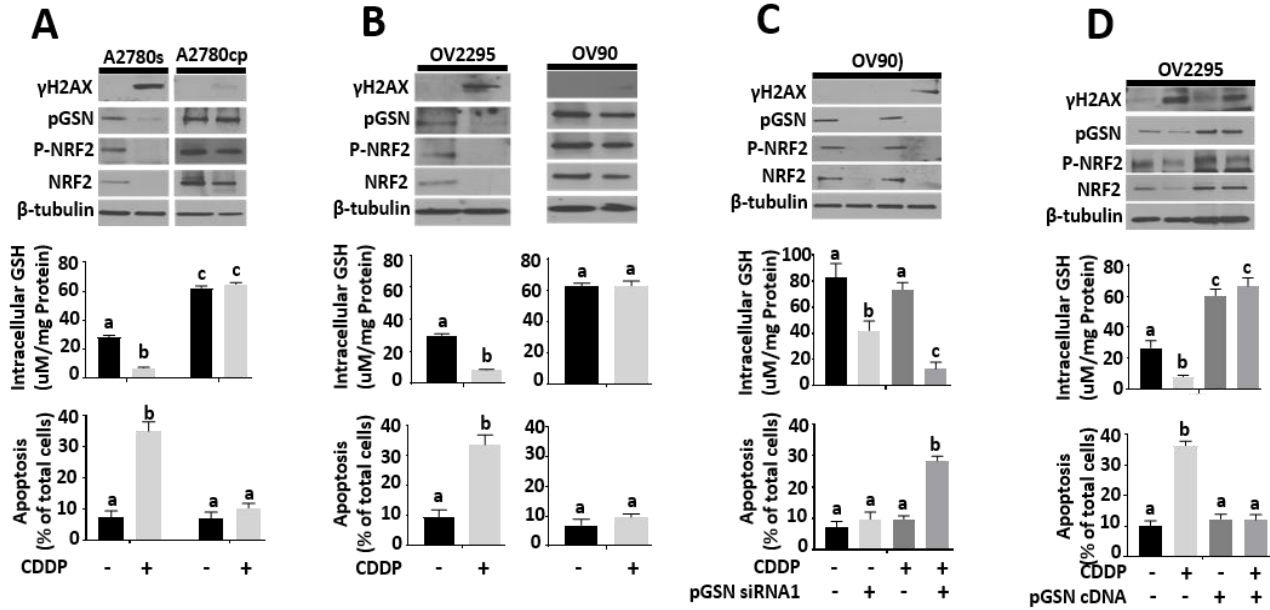 A
A2780s A2780cp
γH2AX
pGSN
P-NRF2
NRF2
β-tubulin
Intracellular GSH
(uM/mg Protein)
80
60
40
20
0
a b c c
Apoptosis
(% of total cells)
50
40
30
20
10
0
a b a a
CDDP - + - +
B
OV2295 OV90
γH2AX
pGSN
P-NRF2
NRF2
β-tubulin
Intracellular GSH
(uM/mg Protein)
80
60
40
20
0
a b
80
60
40
20
0
a a
Apoptosis
(% of total cells)
40
30
20
10
0
a b
40
30
20
10
0
a a
CDDP - + - +
C
OV90)
γH2AX
pGSN
P-NRF2
NRF2
β-tubulin
Intracellular GSH
(uM/mg Protein)
100
80
60
40
20
0
a b a c
Apoptosis
(% of total cells)
40
30
20
10
0
a a a b
CDDP - - + +
pGSN siRNA1 - + - +
D
OV2295
γH2AX
pGSN
P-NRF2
NRF2
β-tubulin
Intracellular GSH
(uM/mg Protein)
80
60
40
20
0
a b c c
Apoptosis
(% of total cells)
40
30
20
10
0
a b a a
CDDP - + - +
pGSN cDNA - - + +